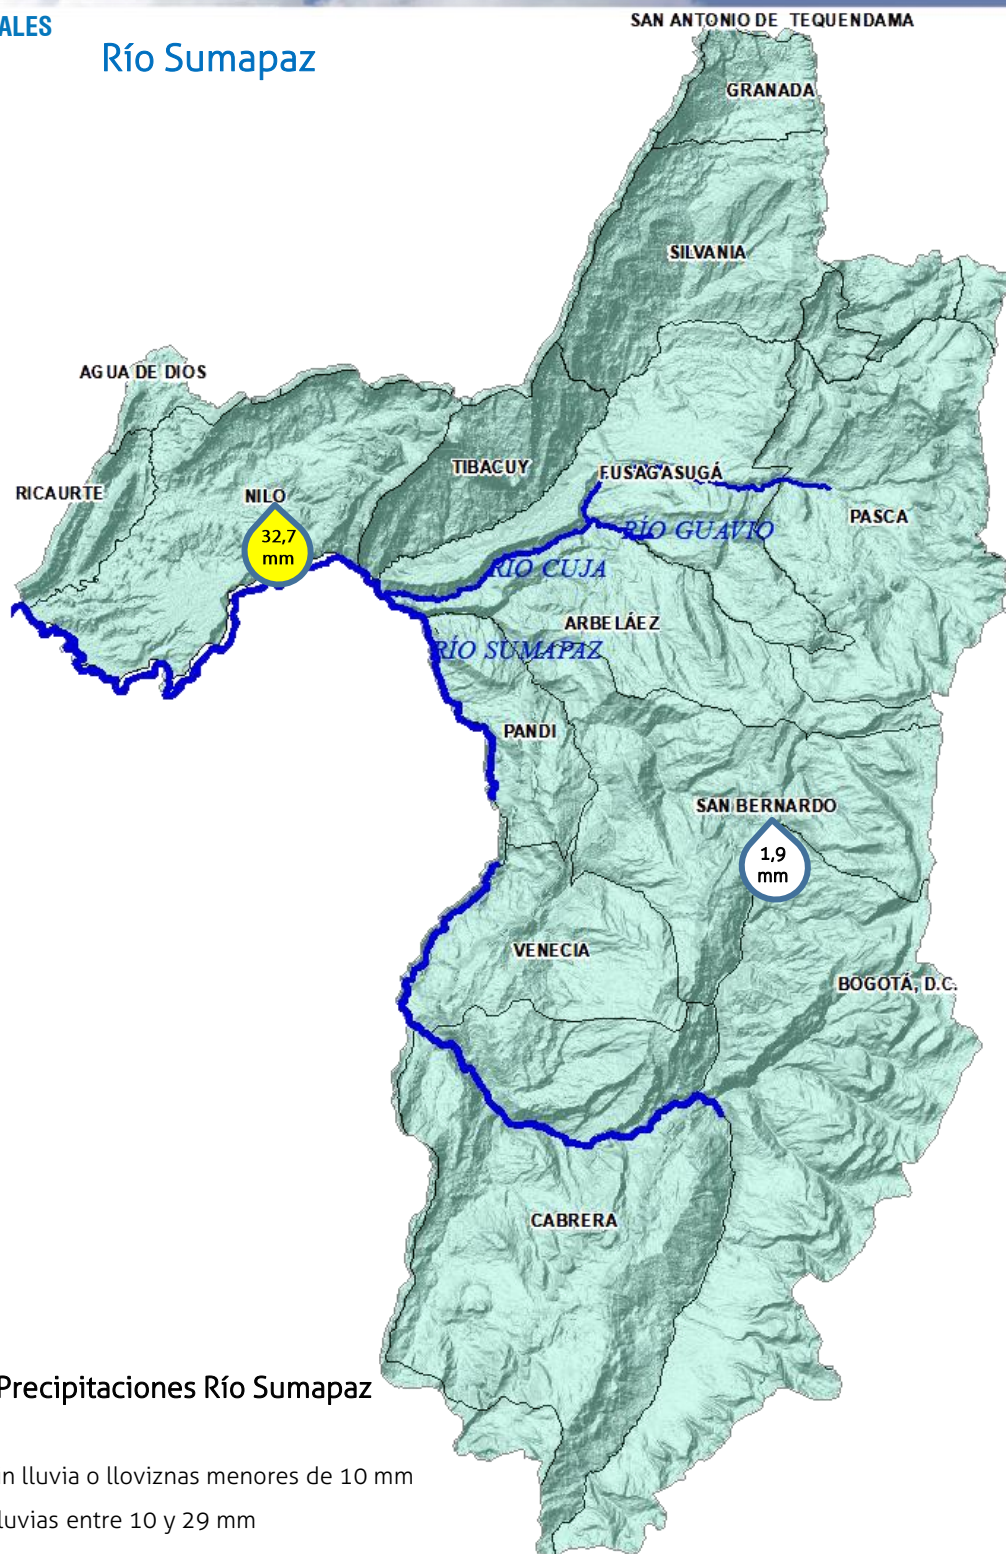 ALES
SAN ANTONIO DE TEQUENDAMA
Río Sumapaz
GRANADA
SILVANIA
AGUA DE DIOS
TIBACUY
FUSAGASUGÁ
RICAURTE
NILO
PASCA
32,7
mm
RÍO GUAVIO
RÍO CUJA
ARBELÁEZ
RÍO SUMAPAZ
PANDI
SAN BERNARDO
1,9
mm
VENECIA
BOGOTÁ, D.C.
CABRERA
Precipitaciones Río Sumapaz
n lluvia o lloviznas menores de 10 mm
luvias entre 10 y 29 mm